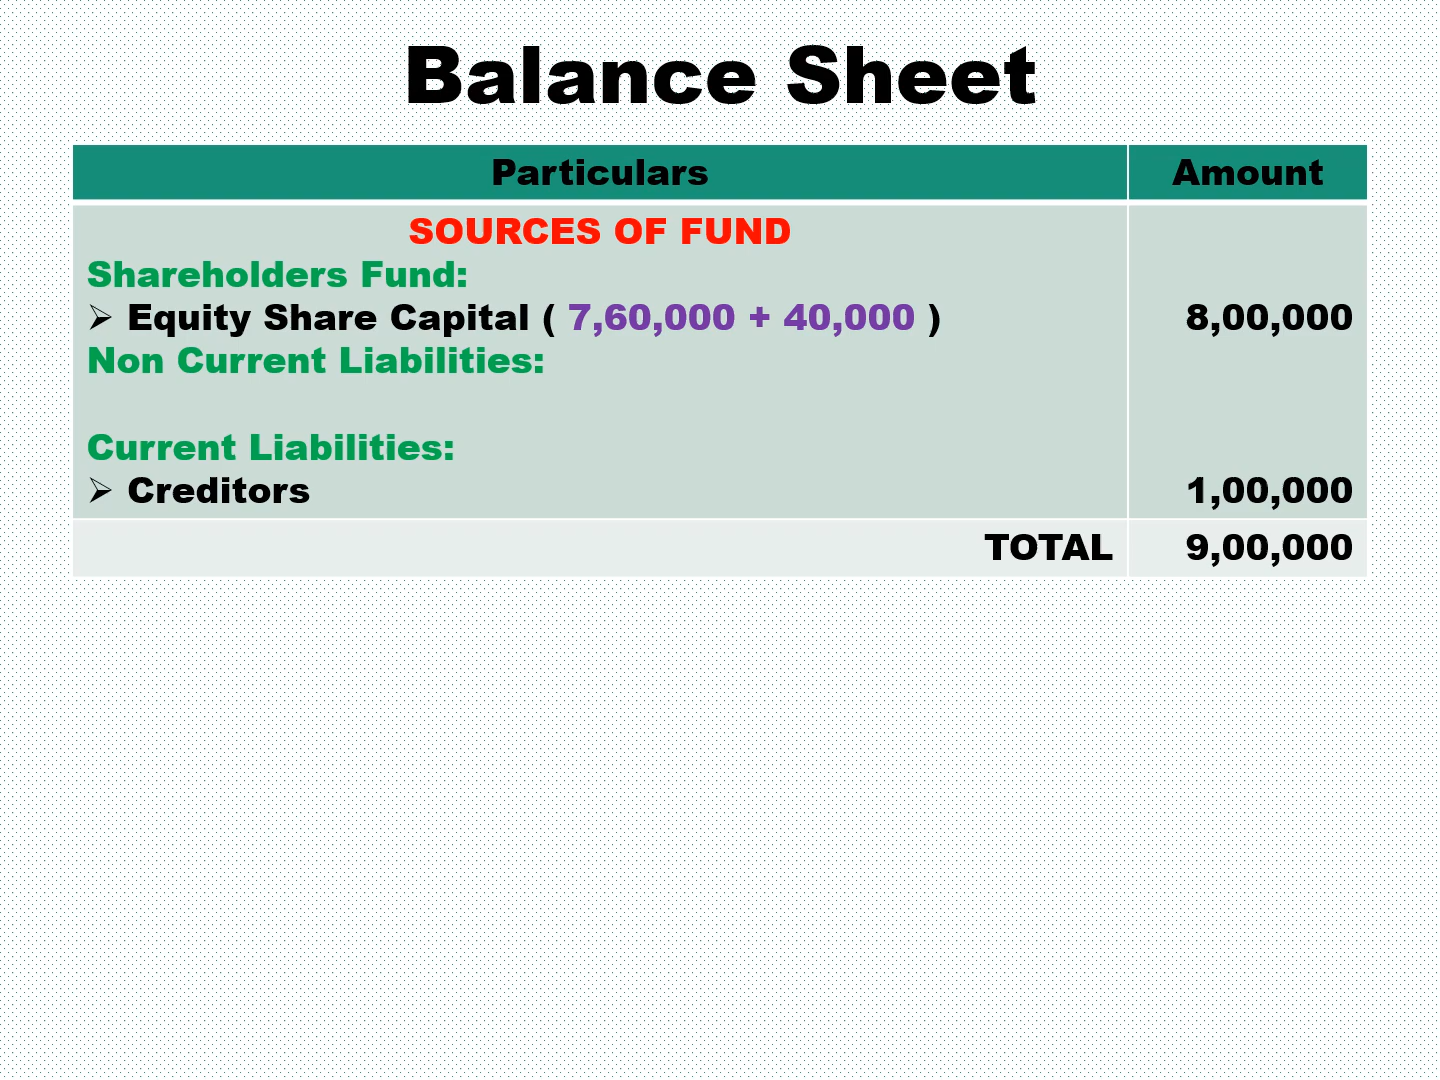 Balance Sheet
Particulars Amount
SOURCES OF FUND
Shareholders Fund:
➢ Equity Share Capital ( 7,60,000 + 40,000 ) 8,00,000
Non Current Liabilities:
Current Liabilities:
➢ Creditors 1,00,000
TOTAL 9,00,000